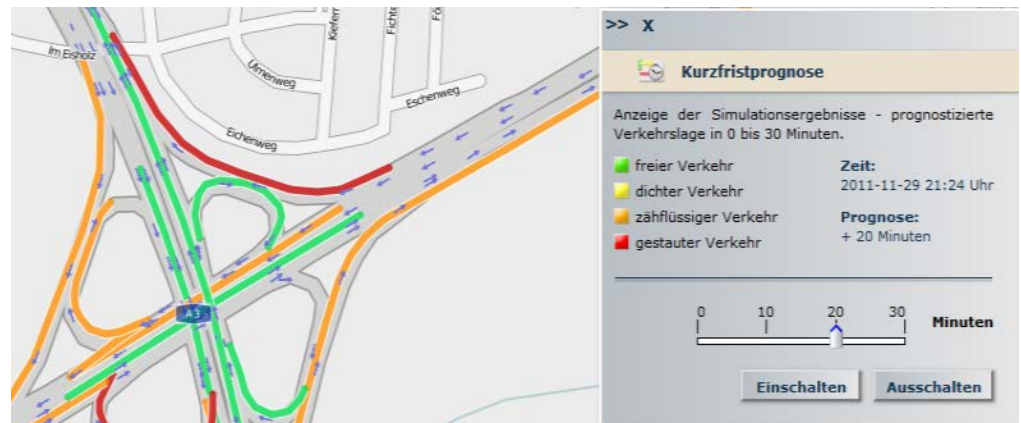 Im Eisholz
Ulmenweg
Kiefern
Fichte
Eschenweg
Eichenweg
A3
>> X
Kurzfristprognose
Anzeige der Simulationsergebnisse - prognostizierte
Verkehrslage in 0 bis 30 Minuten.
freier Verkehr
dichter Verkehr
zähflüssiger Verkehr
gestauter Verkehr
Zeit:
2011-11-29 21:24 Uhr
Prognose:
+ 20 Minuten
0 10 20 30
Minuten
Einschalten
Ausschalten